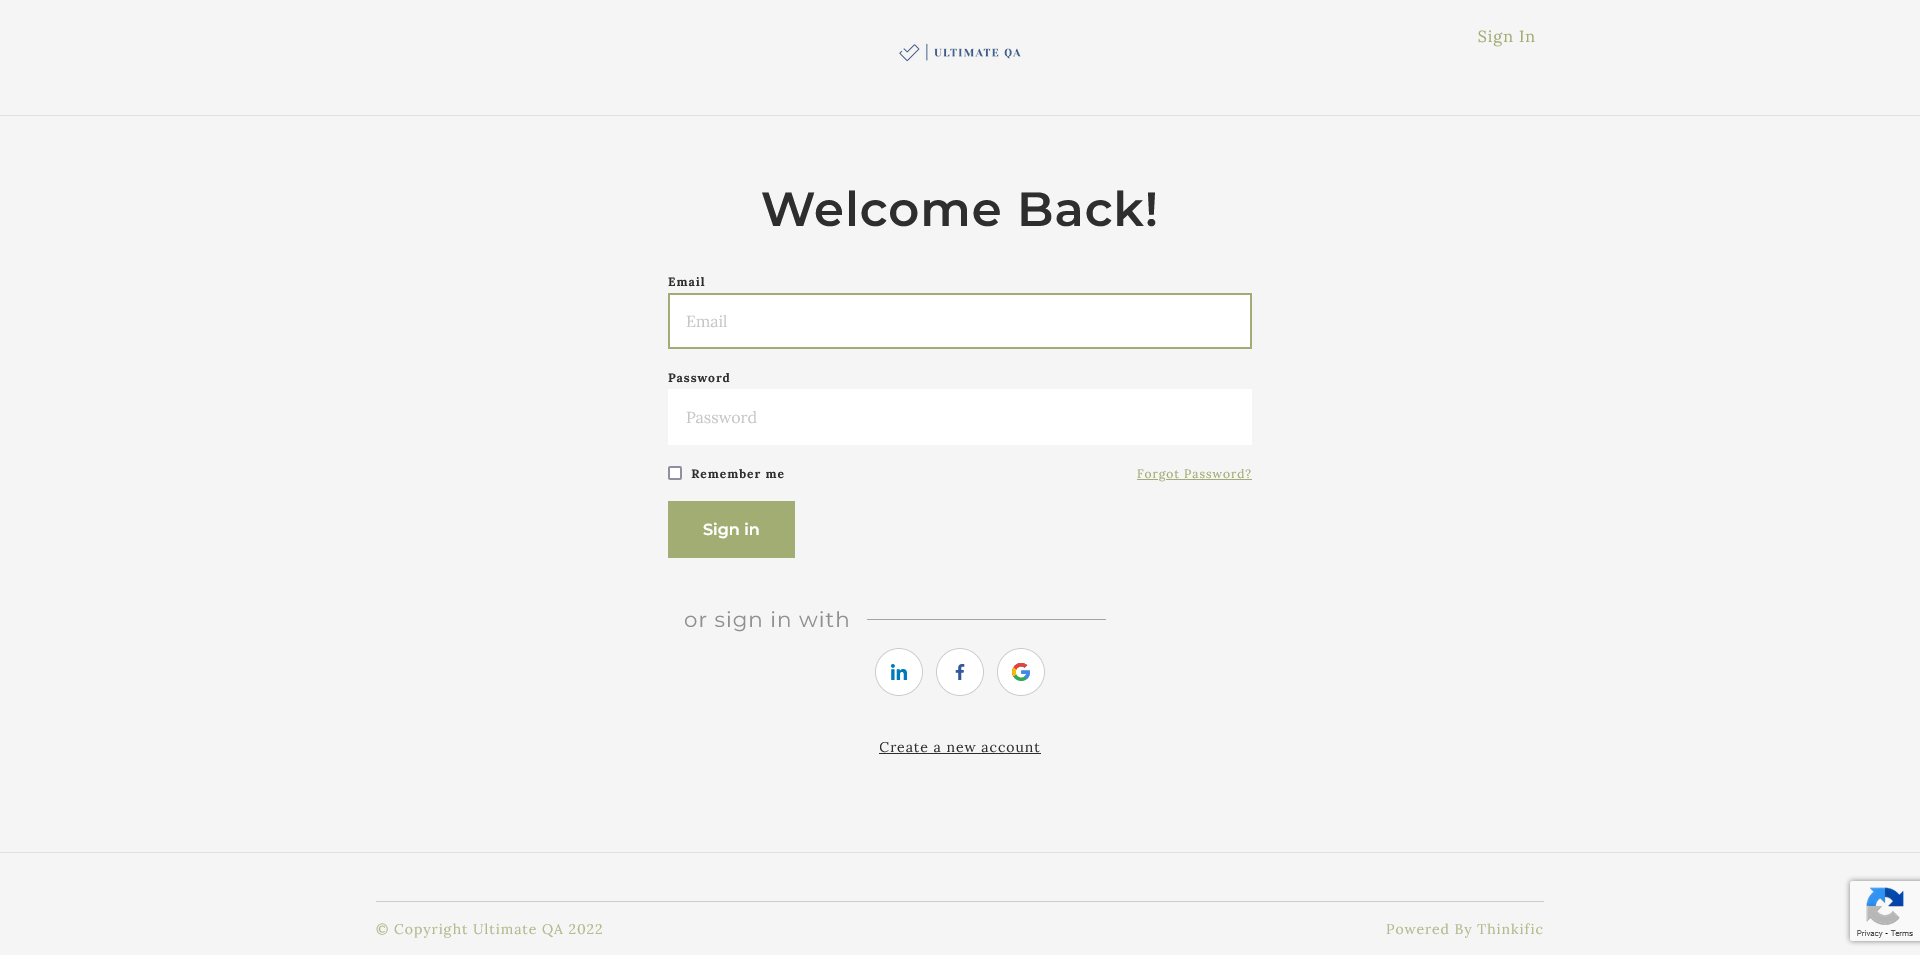 ULTIMATE QA
Sign In
Welcome Back!
Email
Email
Password
Password
Remember me
Forgot Password?
Sign in
or sign in with
in
f
G
Create a new account
© Copyright Ultimate QA 2022
Powered By Thinkific
Privacy - Terms